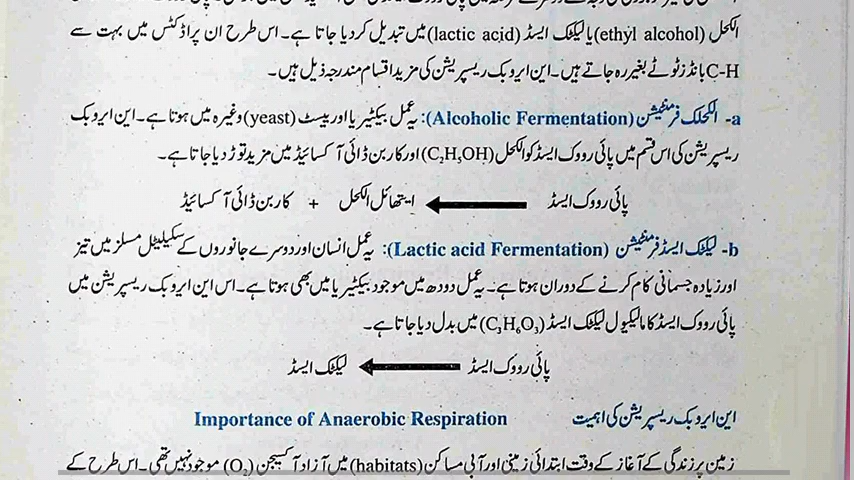 الکحل (ethyl alcohol) یا لیکٹک ایسڈ (lactic acid) میں تبدیل کر دیا جاتا ہے۔ اس طرح ان پراڈکٹس میں بہت سے
C-H بانڈز ٹوٹے بغیر رہ جاتے ہیں۔ این ایروبک ریسپریشن کی مزید اقسام مندرجہ ذیل ہیں۔
a- الکحلک فرمنٹیشن (Alcoholic Fermentation): یہ عمل بیکٹیریا اور ییسٹ (yeast) وغیرہ میں ہوتا ہے۔ این ایروبک
ریسپریشن کی اس قسم میں پائی رووک ایسڈ کو الکحل (C₂H₅OH) اور کاربن ڈائی آکسائیڈ میں مزید توڑ دیا جاتا ہے۔
پائی رووک ایسڈ ← ایتھائل الکحل + کاربن ڈائی آکسائیڈ
b- لیکٹک ایسڈ فرمنٹیشن (Lactic acid Fermentation): یہ عمل انسان اور دوسرے جانوروں کے سکیلیٹل مسلز میں تیز
اور زیادہ جسمانی کام کرنے کے دوران ہوتا ہے۔ یہ عمل دودھ میں موجود بیکٹیریا میں بھی ہوتا ہے۔ اس این ایروبک ریسپریشن میں
پائی رووک ایسڈ کا مالیکیول لیکٹک ایسڈ (C₃H₆O₃) میں بدل دیا جاتا ہے۔
پائی رووک ایسڈ ← لیکٹک ایسڈ
این ایروبک ریسپریشن کی اہمیت Importance of Anaerobic Respiration
زمین پر زندگی کے آغاز کے وقت ابتدائی زمینی اور آبی مساکن (habitats) میں آزاد آکسیجن (O₂) موجود نہیں تھی۔ اس طرح کے